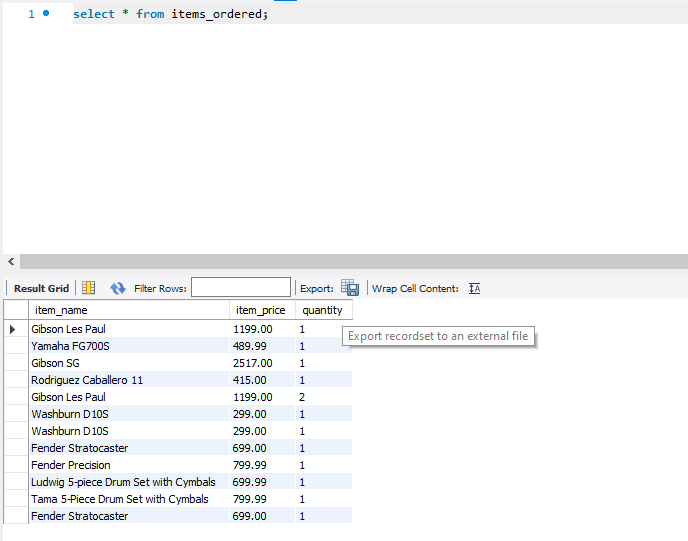 1 select * from items_ordered;
Result Grid Filter Rows: Export: Wrap Cell Content:
item_name item_price quantity
Gibson Les Paul 1199.00 1
Export recordset to an external file
Yamaha FG700S 489.99 1
Gibson SG 2517.00 1
Rodriguez Caballero 11 415.00 1
Gibson Les Paul 1199.00 2
Washburn D10S 299.00 1
Washburn D10S 299.00 1
Fender Stratocaster 699.00 1
Fender Precision 799.99 1
Ludwig 5-piece Drum Set with Cymbals 699.99 1
Tama 5-Piece Drum Set with Cymbals 799.99 1
Fender Stratocaster 699.00 1